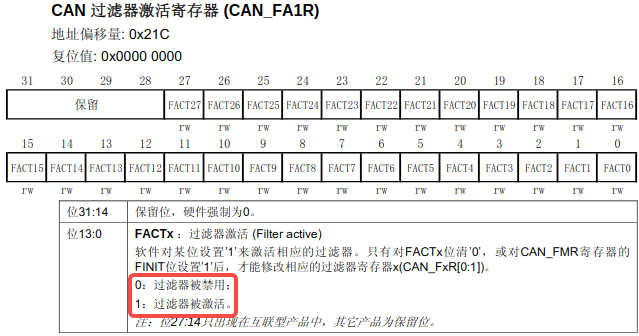 CAN 过滤器激活寄存器 (CAN_FA1R)
地址偏移量: 0x21C
复位值: 0x0000 0000
31 30 29 28 27 26 25 24 23 22 21 20 19 18 17 16
保留 FACT27 FACT26 FACT25 FACT24 FACT23 FACT22 FACT21 FACT20 FACT19 FACT18 FACT17 FACT16
rw rw rw rw rw rw rw rw rw rw rw rw
15 14 13 12 11 10 9 8 7 6 5 4 3 2 1 0
FACT15 FACT14 FACT13 FACT12 FACT11 FACT10 FACT9 FACT8 FACT7 FACT6 FACT5 FACT4 FACT3 FACT2 FACT1 FACT0
rw rw rw rw rw rw rw rw rw rw rw rw rw rw rw rw
位31:14 保留位，硬件强制为0。
位13:0 FACTx：过滤器激活 (Filter active)
软件对某位设置’1’来激活相应的过滤器。只有对FACTx位清’0’，或对CAN_FMR寄存器的
FINIT位设置’1’后，才能修改相应的过滤器寄存器x(CAN_FxR[0:1])。
0：过滤器被禁用；
1：过滤器被激活。
注：位27:14只出现在互联型产品中，其它产品为保留位。